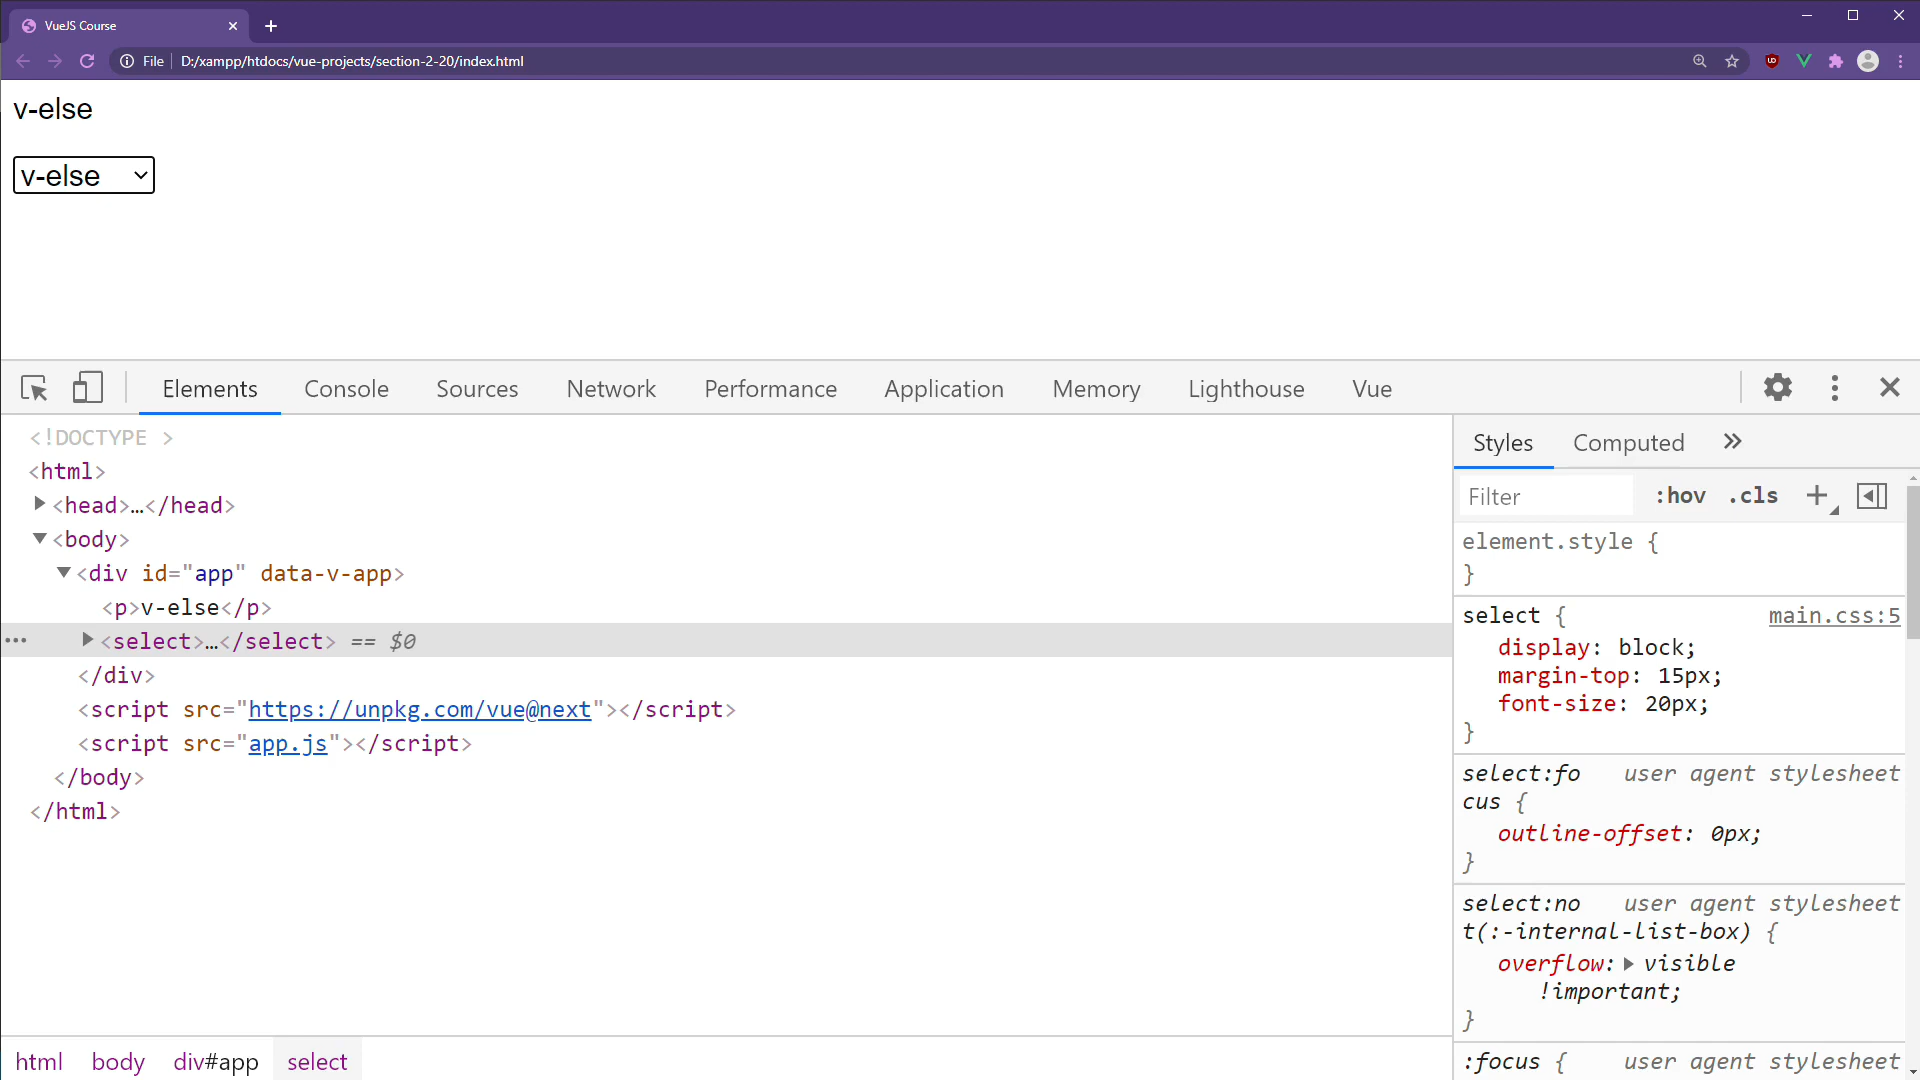 VueJS Course
File D:/xampp/htdocs/vue-projects/section-2-20/index.html
v-else
v-else
Elements Console Sources Network Performance Application Memory Lighthouse Vue
<!DOCTYPE >
<html>
<head>…</head>
<body>
<div id="app" data-v-app>
<p>v-else</p>
<select>…</select> == $0
</div>
<script src="https://unpkg.com/vue@next"></script>
<script src="app.js"></script>
</body>
</html>
html body div#app select
Styles Computed
Filter :hov .cls
element.style {
}
select { main.css:5
display: block;
margin-top: 15px;
font-size: 20px;
}
select:fo user agent stylesheet
cus {
outline-offset: 0px;
}
select:no user agent stylesheet
t(:-internal-list-box) {
overflow: visible
!important;
}
:focus { user agent stylesheet